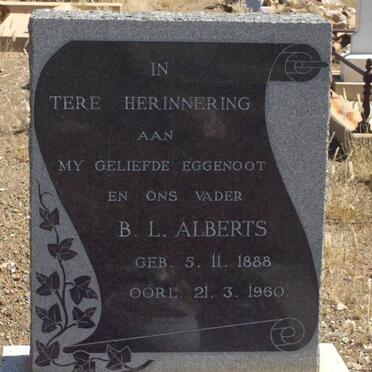 IN
TERE HERINNERING
AAN
MY GELIEFDE EGGENOOT
EN ONS VADER
B. L. ALBERTS
GEB. 5. 11. 1888
OORL. 21. 3. 1960.